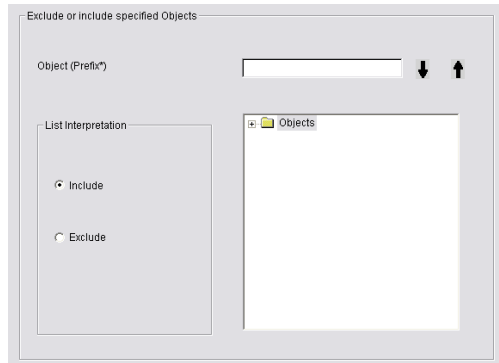 Exclude or include specified Objects
Object (Prefix*)
List Interpretation
Objects
Include
Exclude